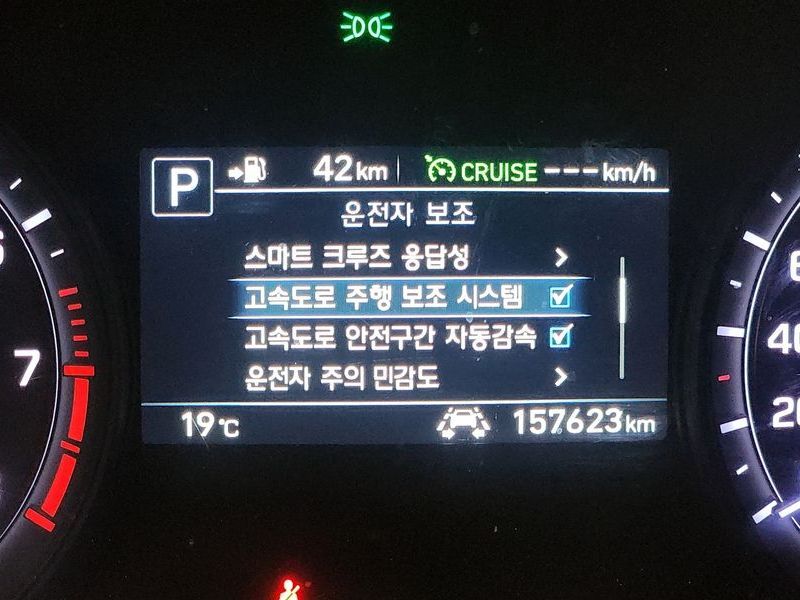 P 42km CRUISE ---km/h
운전자 보조
스마트 크루즈 응답성
고속도로 주행 보조 시스템
고속도로 안전구간 자동감속
운전자 주의 민감도
19℃ 157623km
7
40